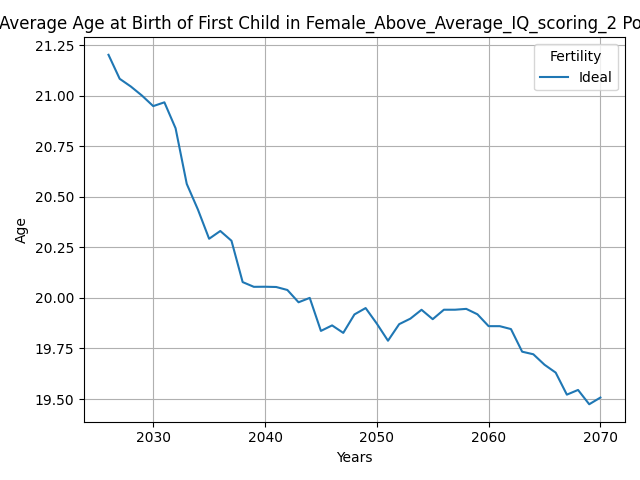 Average Age at Birth of First Child in Female_Above_Average_IQ_scoring_2 Po
Fertility
Ideal
21.25
21.00
20.75
20.50
20.25
20.00
19.75
19.50
Age
2030 2040 2050 2060 2070
Years